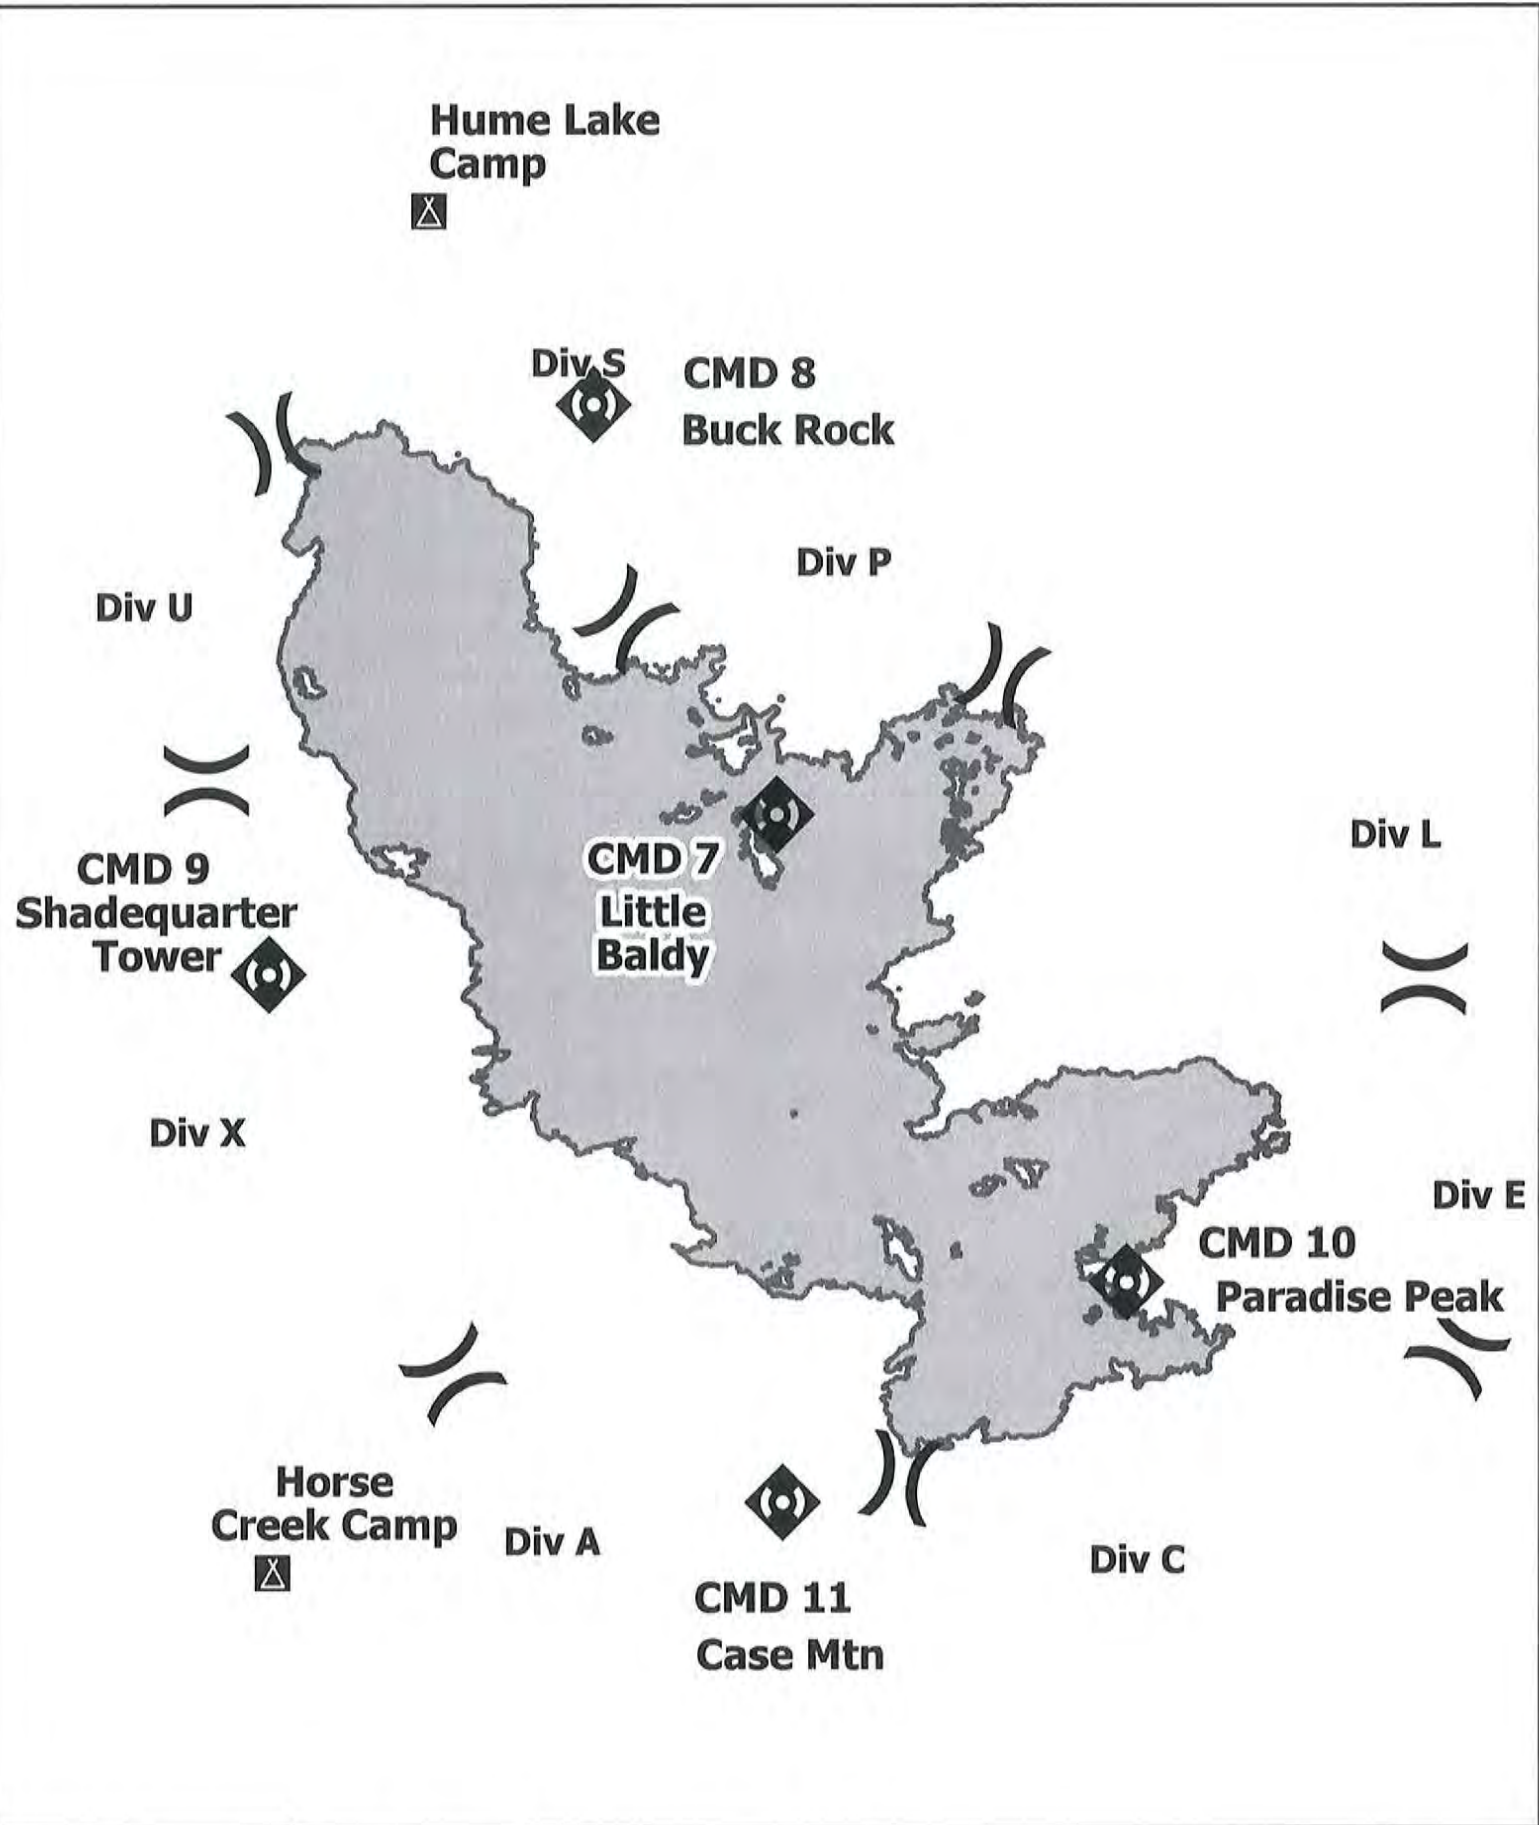 Hume Lake
Camp
Div S
CMD 8
Buck Rock
Div P
Div U
Div L
CMD 9
Shadequarter
Tower
CMD 7
Little
Baldy
Div X
Div E
CMD 10
Paradise Peak
Horse
Creek Camp
Div A
Div C
CMD 11
Case Mtn